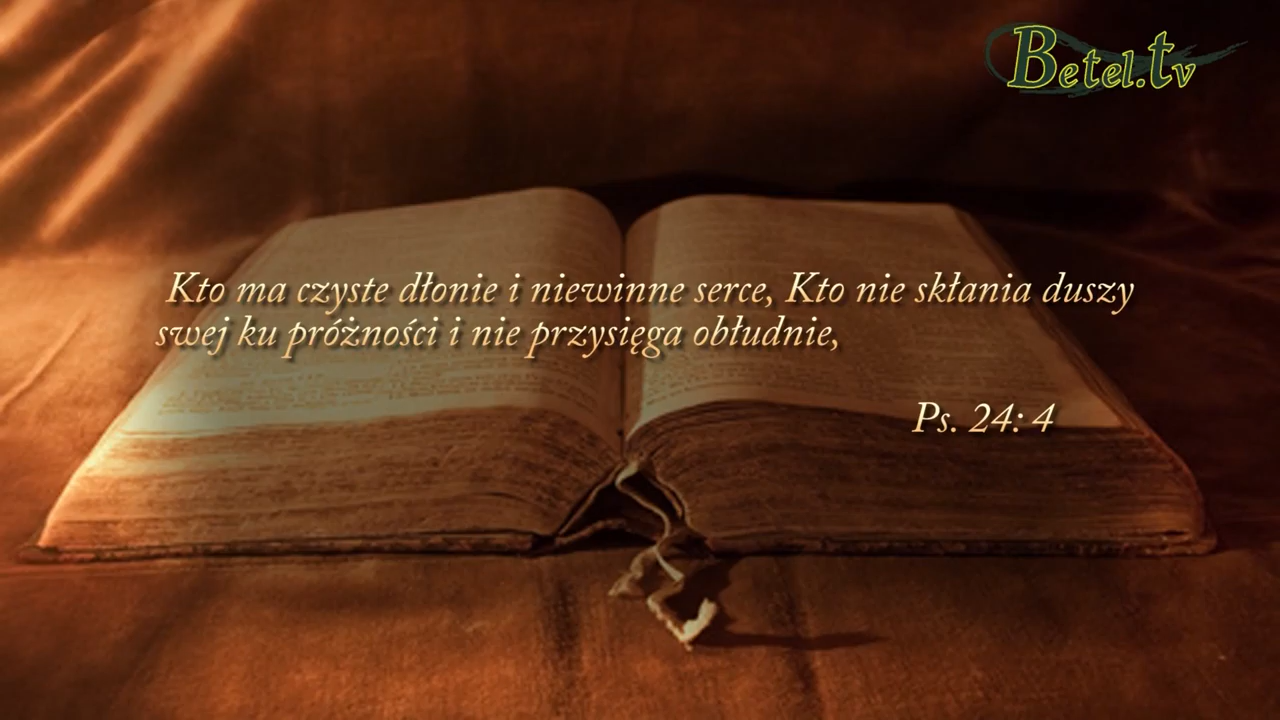 Betel.tv
Kto ma czyste dłonie i niewinne serce, Kto nie skłania duszy
swej ku próżności i nie przysięga obłudnie,
Ps. 24: 4